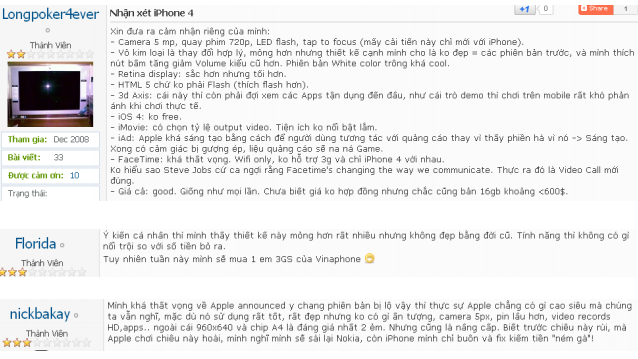 Longpoker4ever
Thành Viên
Tham gia: Dec 2008
Bài viết: 33
Được cảm ơn: 10
Trạng thái:
+1 0
Share 1
Nhận xét iPhone 4
Xin đưa ra cảm nhận riêng của mình:
- Camera 5 mp, quay phim 720p, LED flash, tap to focus (mấy cái tiến này chỉ mới với iPhone).
- Vỏ kim loại là thay đổi hợp lý, mỏng hơn nhưng thiết kế cạnh mình cho là ko đẹp = các phiên bản trước, và mình thích
nút bấm tăng giảm Volume kiểu cũ hơn. Phiên bản White color trông khá cool.
- Retina display: sắc hơn nhưng tối hơn.
- HTML 5 chứ ko phải Flash (thích flash hơn).
- 3d Axis: cái này thì còn phải đợi xem các Apps tận dụng đến đâu, như cái trò demo thì chơi trên mobile rất khó phản
ánh khi chơi thực tế.
- iOS 4: ko free.
- iMovie: có chọn tỷ lệ output video. Tiện ích ko nổi bật lắm.
- iAd: Apple khá sáng tạo bằng cách để người dùng tương tác với quảng cáo thay vì thấy phiền hà vì nó -> Sáng tạo.
Xong có cảm giác bị gượng ép, liệu quảng cáo sẽ na ná Game.
- FaceTime: khá thất vọng. Wifi only, ko hỗ trợ 3g và chỉ iPhone 4 với nhau.
Ko hiểu sao Steve Jobs cứ ca ngợi rằng Facetime's changing the way we communicate. Thực ra đó là Video Call mới
đúng.
- Giá cả: good. Giống như mọi lần. Chưa biết giá ko hợp đồng nhưng chắc cũng bản 16gb khoảng <600$.
Florida
Thành Viên
Ý kiến cá nhân thì mình thấy thiết kế này mỏng hơn rất nhiều nhưng không đẹp bằng đời cũ. Tính năng thì không có gì
nổi trội so với số tiền bỏ ra.
Tuy nhiên tuần này mình sẽ mua 1 em 3GS của Vinaphone
nickbakay
Thành Viên
Mình khá thất vọng về Apple announced y chang phiên bản bị lộ vậy thì thực sự Apple chẳng có gì cao siêu mà chúng
ta vẫn nghĩ, mặc dù nó sử dụng rất tốt, rất đẹp nhưng ko có gì ấn tượng, camera 5px, pin lâu hơn, video records
HD,apps.. ngoài cái 960x640 và chip A4 là đáng giá nhất 2 êm. Nhưng cũng là nâng cấp. Biết trước chiêu này rùi, mà
Apple chơi chiêu này hoài, mình nghĩ mình sẽ sài lại Nokia, còn iPhone mình chỉ buôn và fix kiếm tiền "ném gà"!